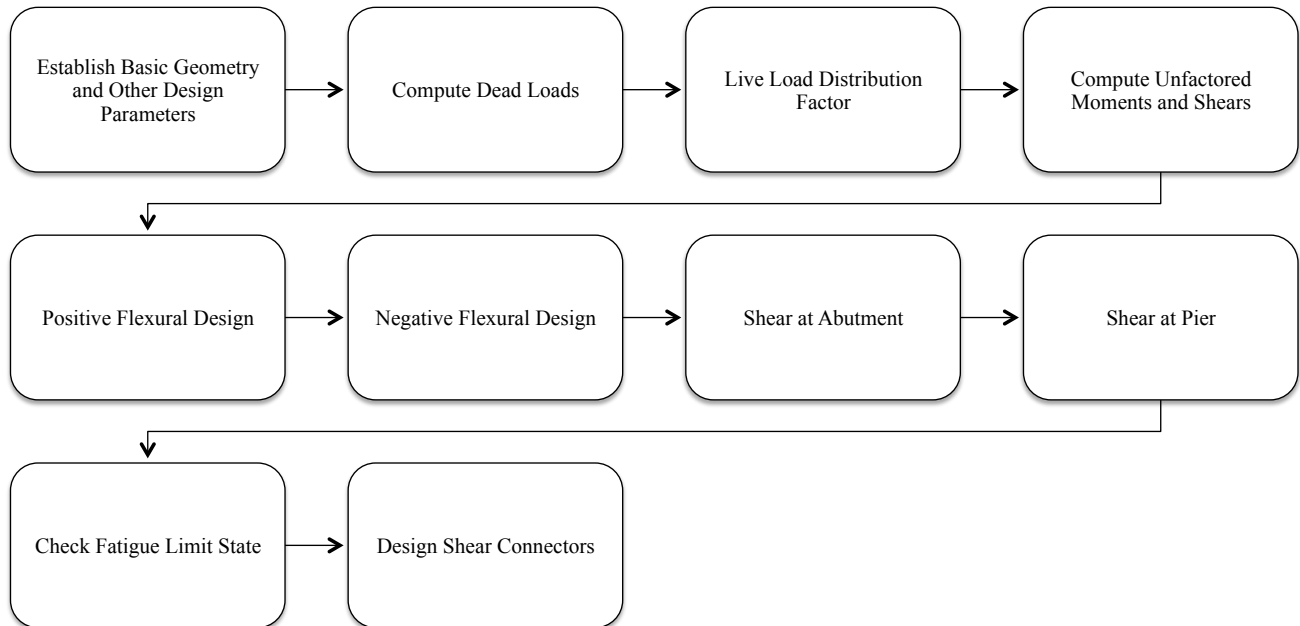 Establish Basic Geometry
and Other Design
Parameters
Compute Dead Loads
Live Load Distribution
Factor
Compute Unfactored
Moments and Shears
Positive Flexural Design
Negative Flexural Design
Shear at Abutment
Shear at Pier
Check Fatigue Limit State
Design Shear Connectors